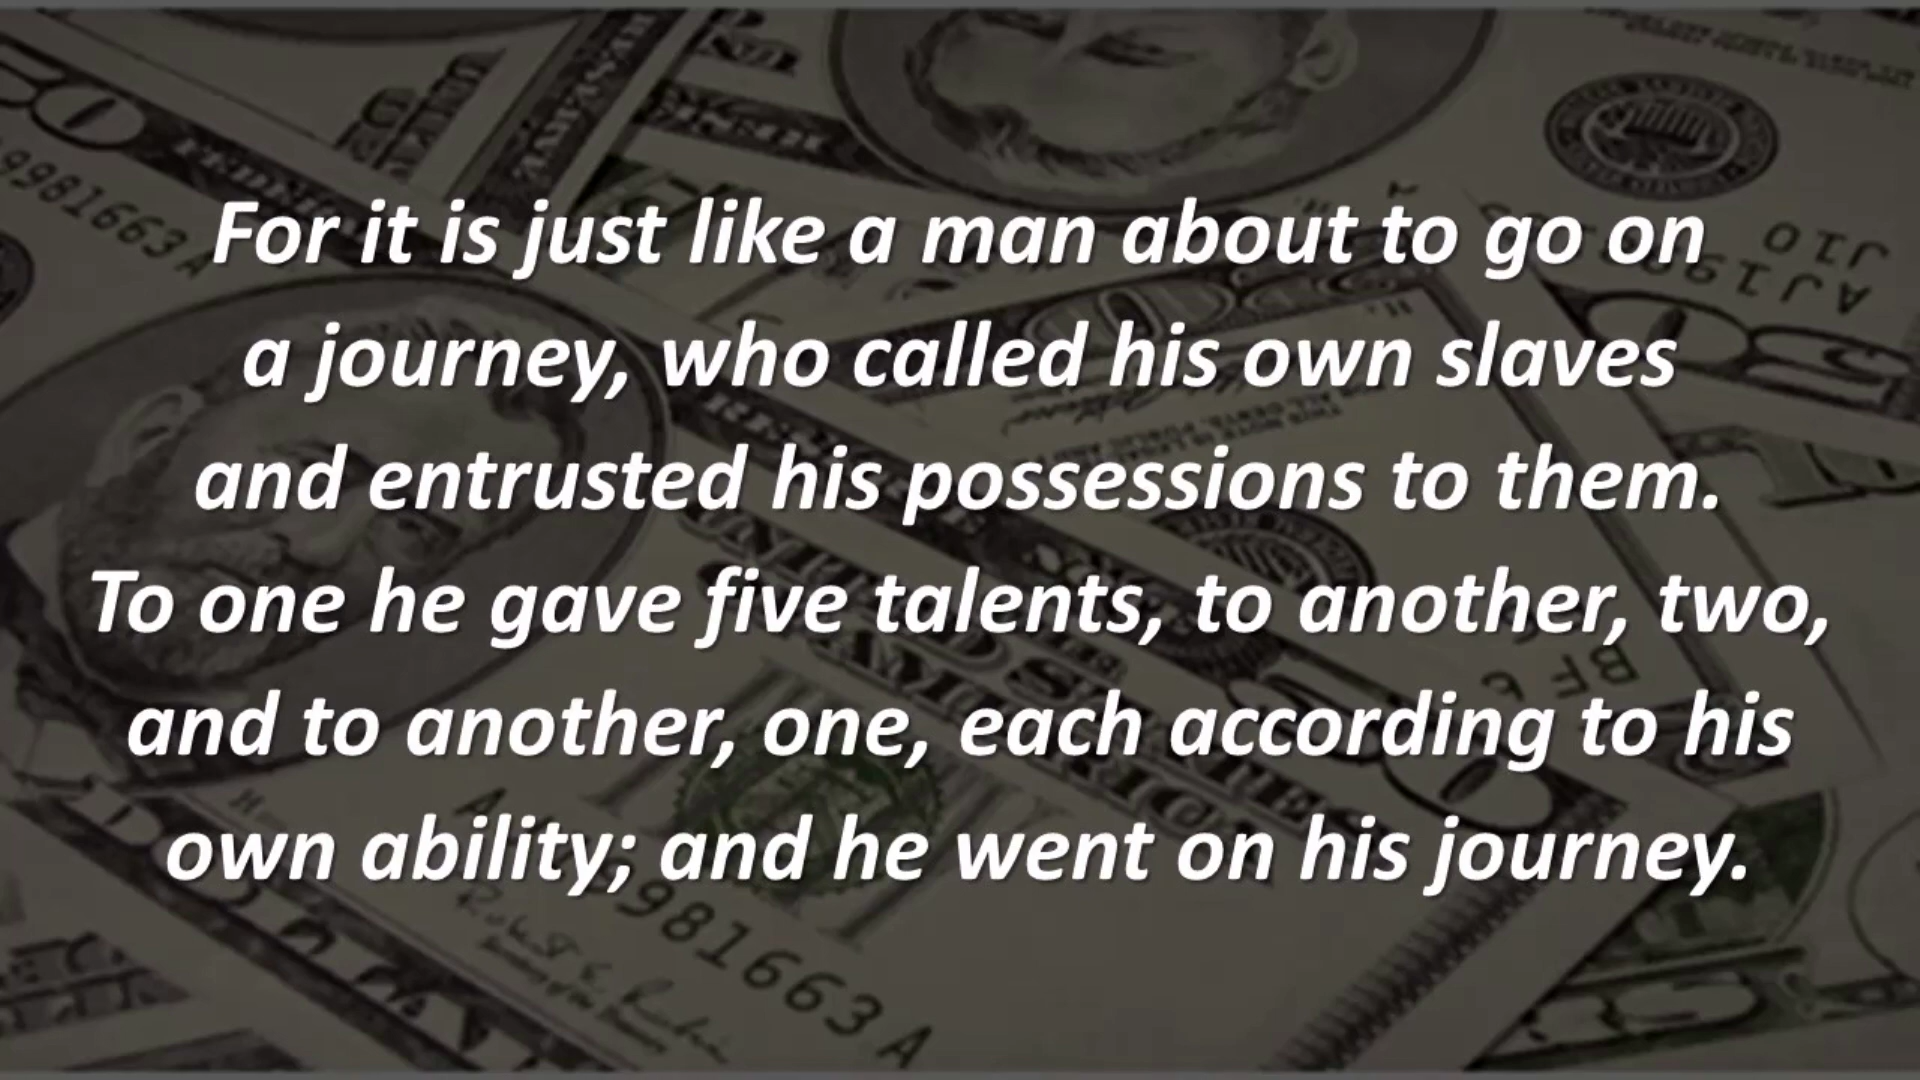 For it is just like a man about to go on
a journey, who called his own slaves
and entrusted his possessions to them.
To one he gave five talents, to another, two,
and to another, one, each according to his
own ability; and he went on his journey.